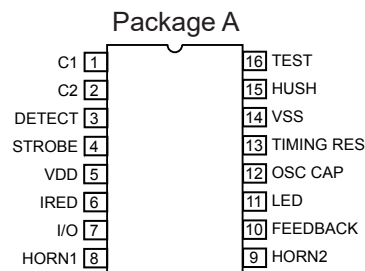 Package A
C1 1 16 TEST
C2 2 15 HUSH
DETECT 3 14 VSS
STROBE 4 13 TIMING RES
VDD 5 12 OSC CAP
IRED 6 11 LED
I/O 7 10 FEEDBACK
HORN1 8 9 HORN2